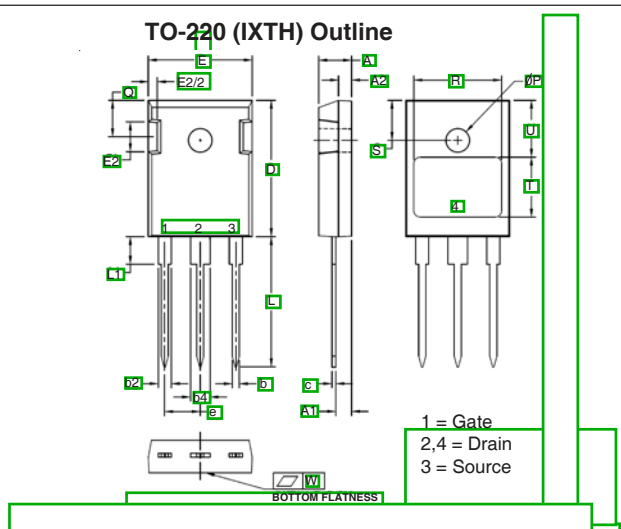 TO-220 (IXTH) Outline
E
A
E2/2
A2
R
ØP
Q
E2
S
U
D
T
4
1 2 3
L1
L
b2
b4
b
c
e
A1
1 = Gate
2,4 = Drain
3 = Source
W
BOTTOM FLATNESS